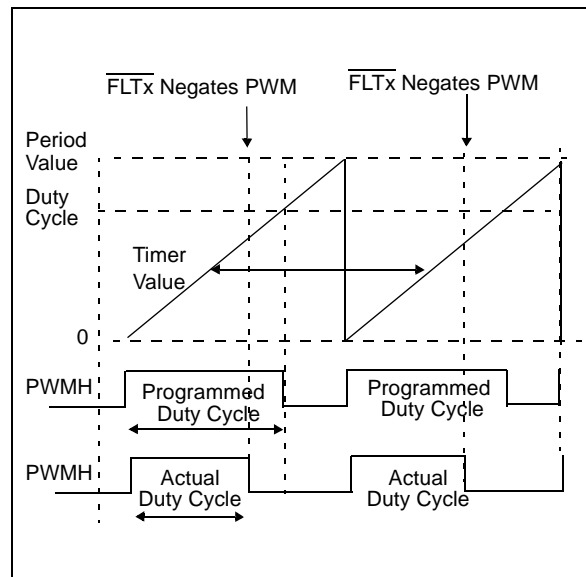 FLTx Negates PWM
FLTx Negates PWM
Period
Value
Duty
Cycle
Timer
Value
0
PWMH
Programmed
Duty Cycle
Programmed
Duty Cycle
PWMH
Actual
Duty Cycle
Actual
Duty Cycle